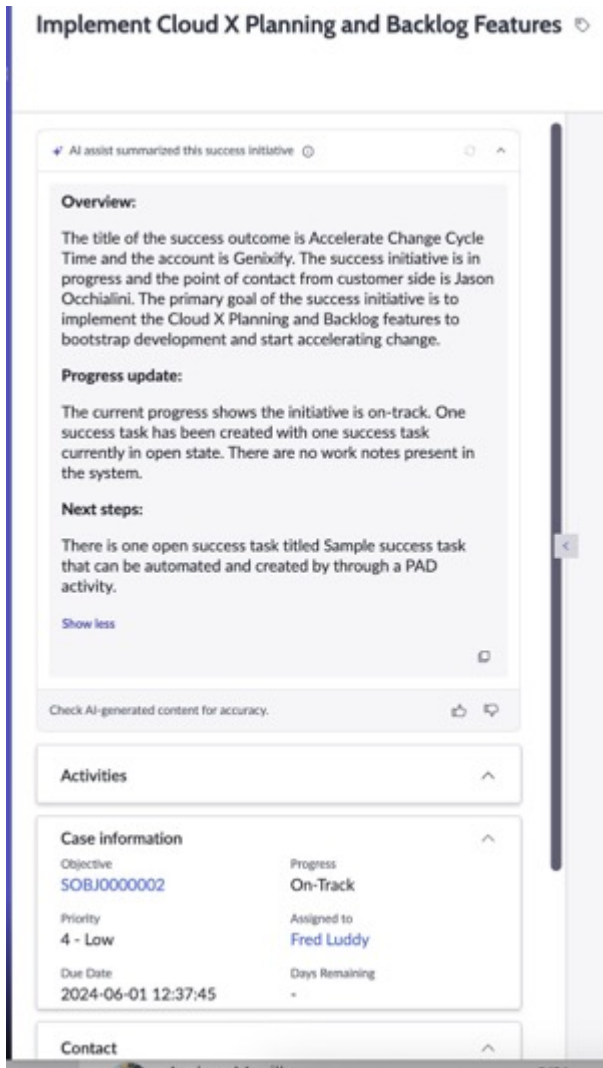 Implement Cloud X Planning and Backlog Features
AI assist summarized this success initiative
Overview:
The title of the success outcome is Accelerate Change Cycle
Time and the account is Genixify. The success initiative is in
progress and the point of contact from customer side is Jason
Occhialini. The primary goal of the success initiative is to
implement the Cloud X Planning and Backlog features to
bootstrap development and start accelerating change.
Progress update:
The current progress shows the initiative is on-track. One
success task has been created with one success task
currently in open state. There are no work notes present in
the system.
Next steps:
There is one open success task titled Sample success task
that can be automated and created by through a PAD
activity.
Show less
Check AI-generated content for accuracy.
Activities
Case information
Objective Progress
SOBJ0000002 On-Track
Priority Assigned to
4 - Low Fred Luddy
Due Date Days Remaining
2024-06-01 12:37:45 -
Contact